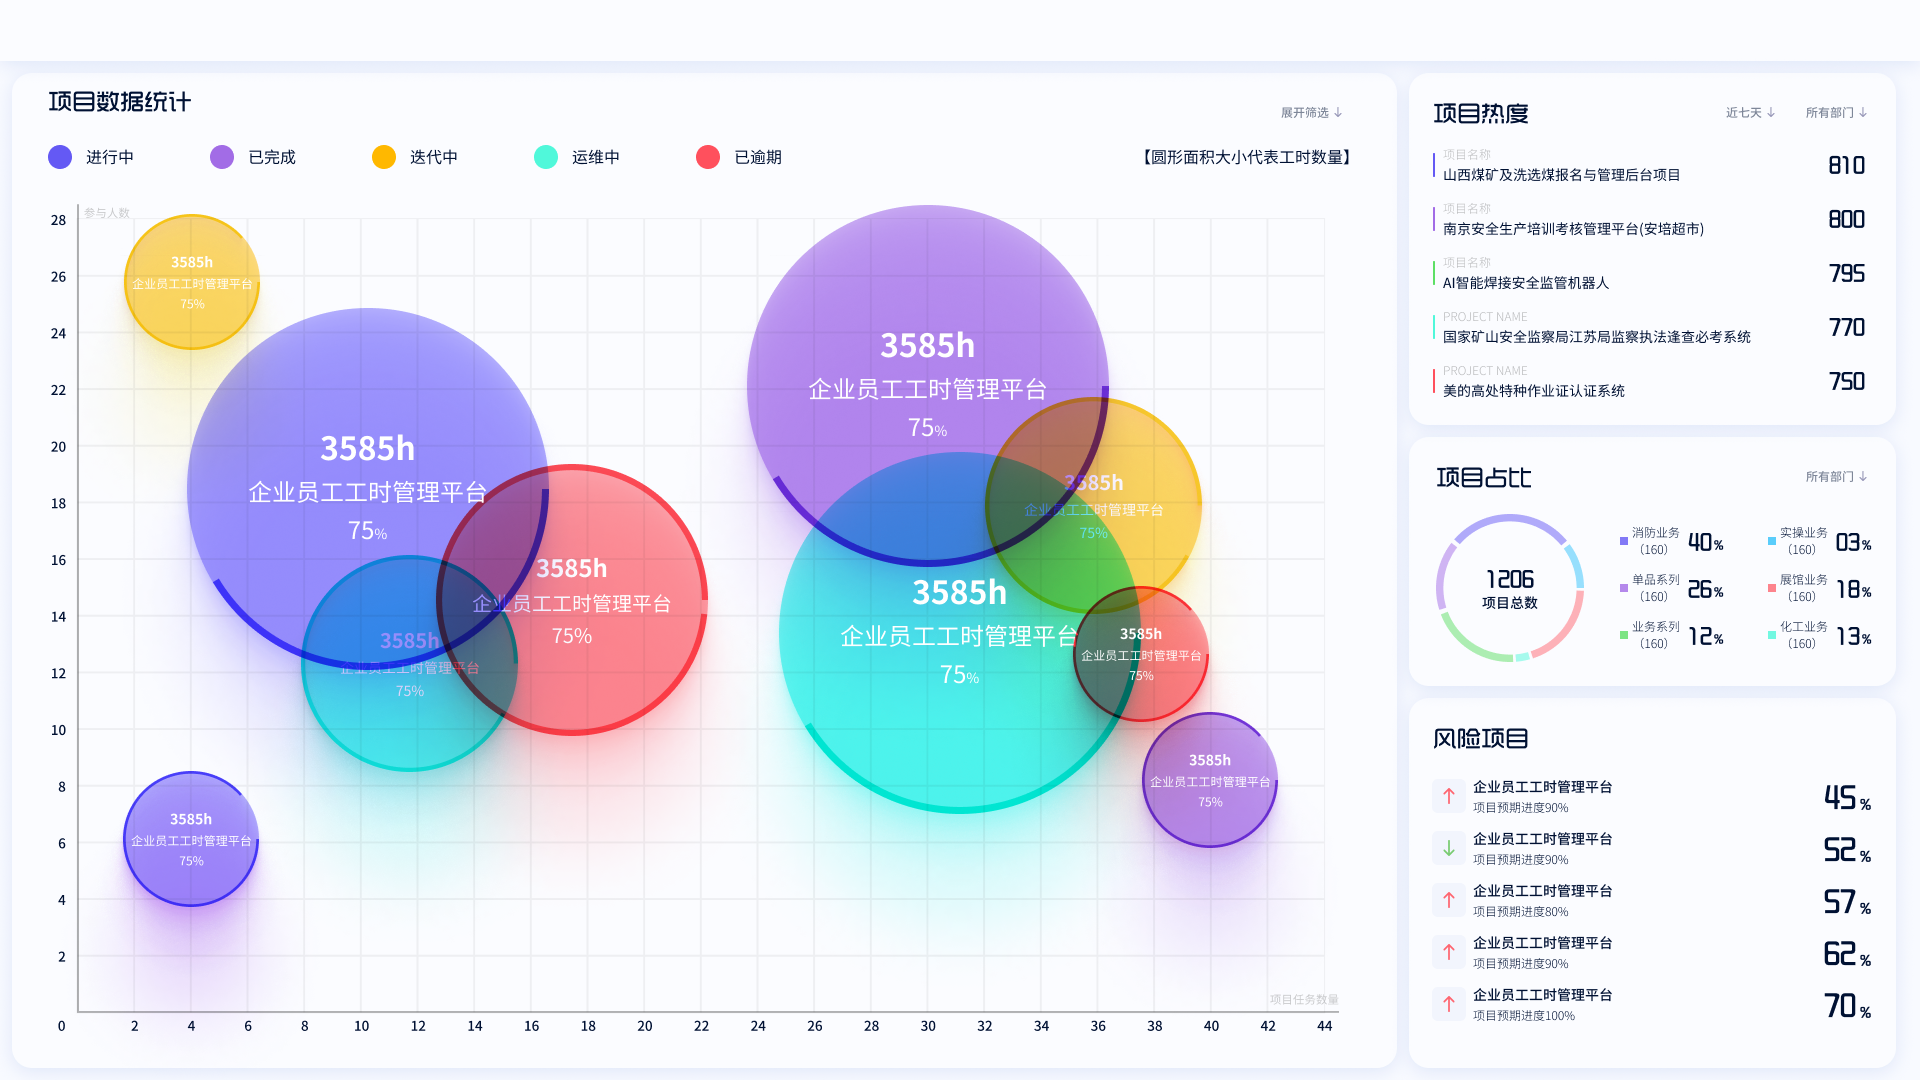 项目数据统计
展开筛选 ↓
进行中
已完成
迭代中
运维中
已逾期
【圆形面积大小代表工时数量】
参与人数
28
26
24
22
20
18
16
14
12
10
8
6
4
2
0
2
4
6
8
10
12
14
16
18
20
22
24
26
28
30
32
34
36
38
40
42
44
项目任务数量
3585h
企业员工工时管理平台
75%
3585h
企业员工工时管理平台
75%
3585h
企业员工工时管理平台
75%
3585h
企业员工工时管理平台
75%
3585h
企业员工工时管理平台
75%
3585h
企业员工工时管理平台
75%
3585h
企业员工工时管理平台
75%
3585h
企业员工工时管理平台
75%
3585h
企业员工工时管理平台
75%
3585h
企业员工工时管理平台
75%
项目热度
近七天 ↓
所有部门 ↓
项目名称
山西煤矿及洗选煤报名与管理后台项目
810
项目名称
南京安全生产培训考核管理平台(安培超市)
800
项目名称
AI智能焊接安全监管机器人
795
PROJECT NAME
国家矿山安全监察局江苏局监察执法逢查必考系统
770
PROJECT NAME
美的高处特种作业证认证系统
750
项目占比
所有部门 ↓
1206
项目总数
消防业务
（160）
40%
实操业务
（160）
03%
单品系列
（160）
26%
展馆业务
（160）
18%
业务系列
（160）
12%
化工业务
（160）
13%
风险项目
企业员工工时管理平台
项目预期进度90%
45%
企业员工工时管理平台
项目预期进度90%
52%
企业员工工时管理平台
项目预期进度80%
57%
企业员工工时管理平台
项目预期进度90%
62%
企业员工工时管理平台
项目预期进度100%
70%